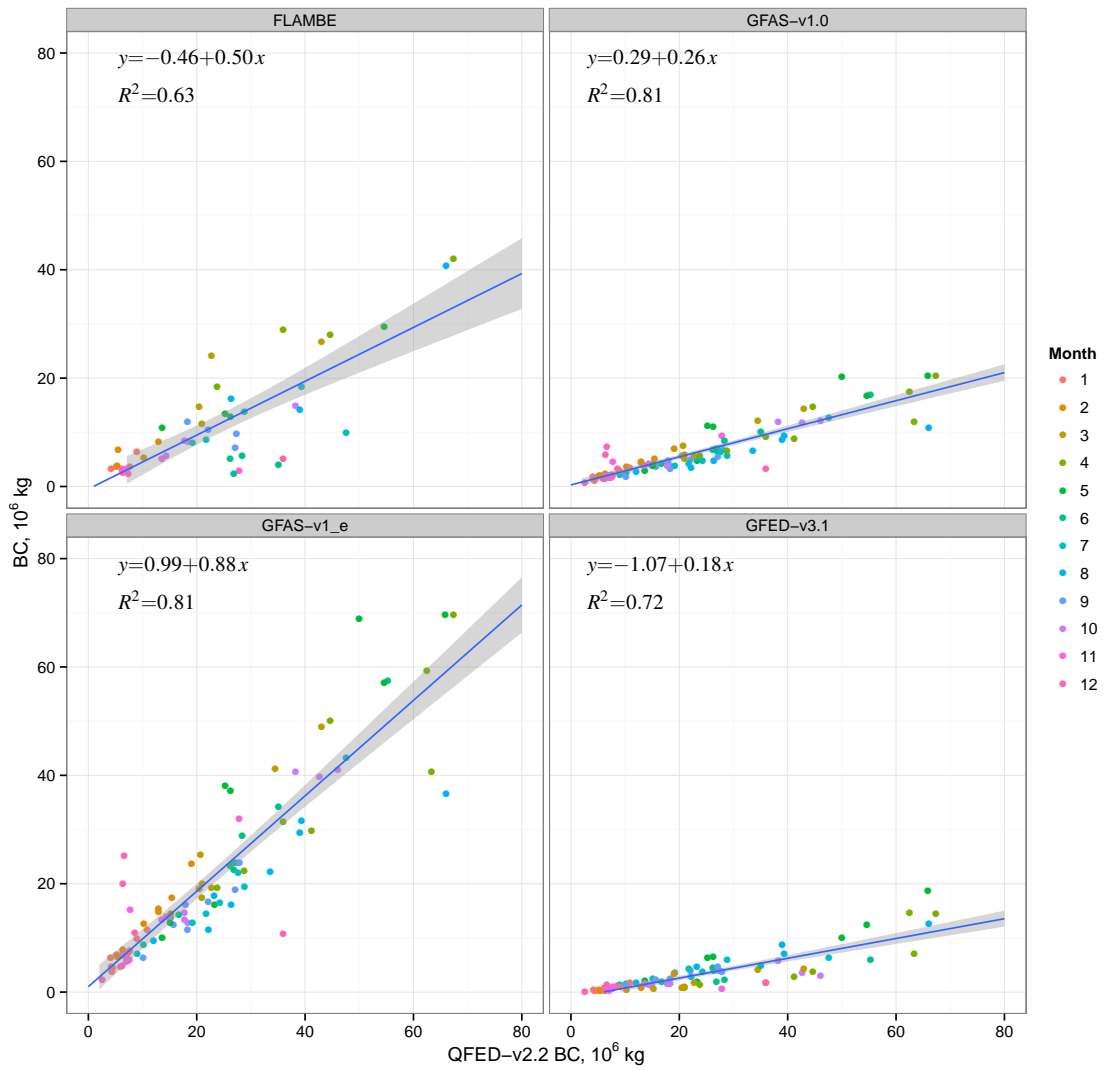 FLAMBE
GFAS−v1.0
y=−0.46+0.50x
R²=0.63
y=0.29+0.26x
R²=0.81
80
60
40
20
0
GFAS−v1_e
GFED−v3.1
y=0.99+0.88x
R²=0.81
y=−1.07+0.18x
R²=0.72
80
60
40
20
0
0 20 40 60 80
0 20 40 60 80
BC, 10⁶ kg
QFED−v2.2 BC, 10⁶ kg
Month
1
2
3
4
5
6
7
8
9
10
11
12